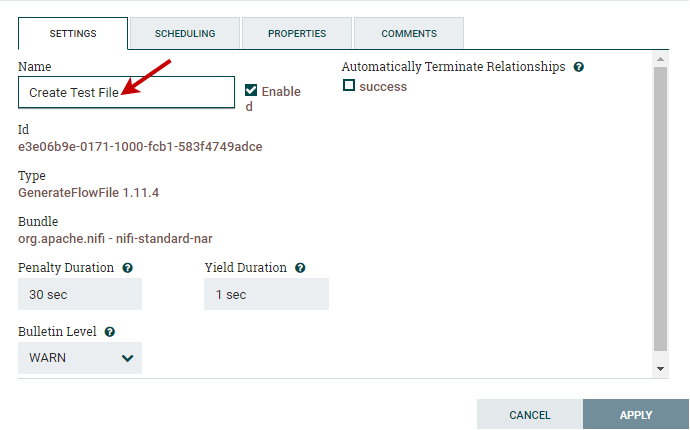 SETTINGS SCHEDULING PROPERTIES COMMENTS
Name
Create Test File
Enable
d
Automatically Terminate Relationships ?
success
Id
e3e06b9e-0171-1000-fcb1-583f4749adce
Type
GenerateFlowFile 1.11.4
Bundle
org.apache.nifi - nifi-standard-nar
Penalty Duration ? Yield Duration ?
30 sec 1 sec
Bulletin Level ?
WARN
CANCEL APPLY